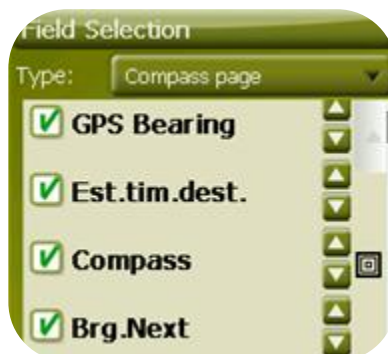 Field Selection
Type: Compass page
GPS Bearing
Est.tim.dest.
Compass
Brg.Next